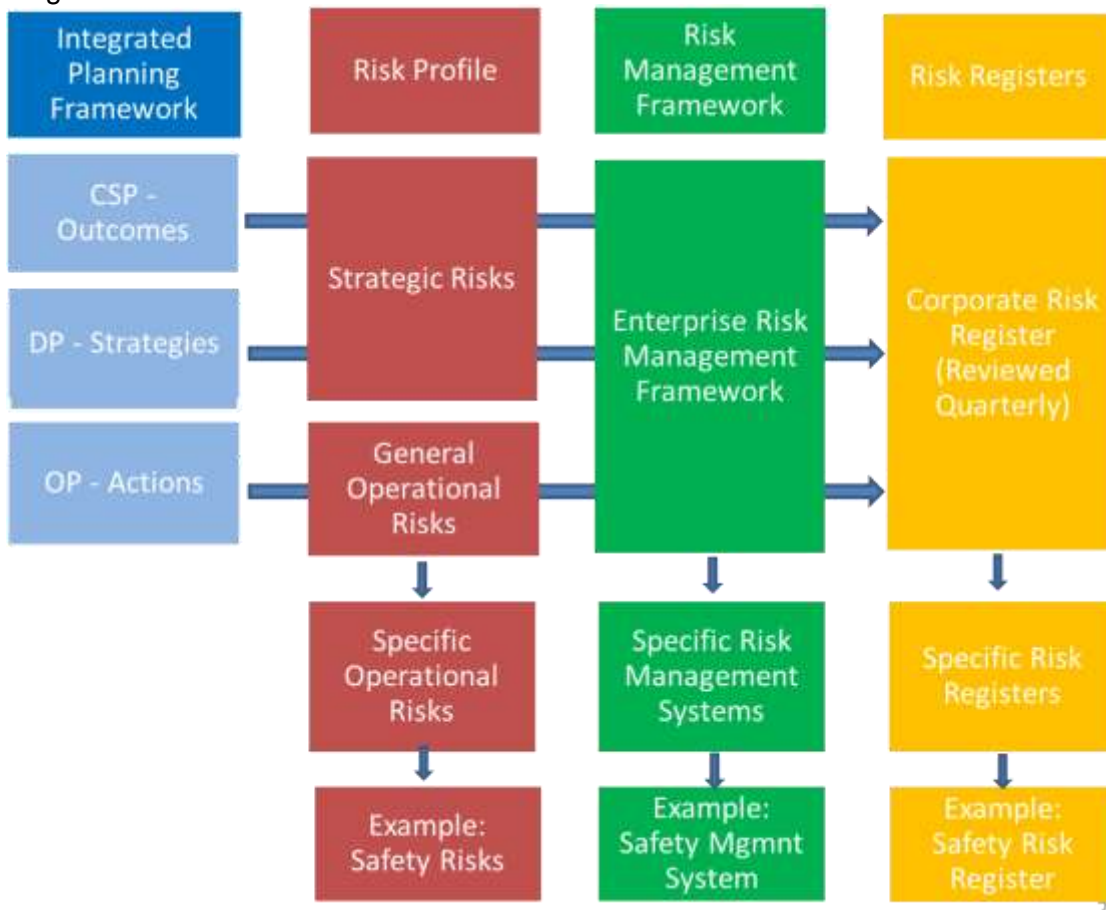 Integrated
Planning
Framework
Risk Profile
Risk
Management
Framework
Risk Registers
CSP -
Outcomes
DP - Strategies
OP - Actions
Strategic Risks
General
Operational
Risks
Enterprise Risk
Management
Framework
Corporate Risk
Register
(Reviewed
Quarterly)
Specific
Operational
Risks
Specific Risk
Management
Systems
Specific Risk
Registers
Example:
Safety Risks
Example:
Safety Mgmnt
System
Example:
Safety Risk
Register